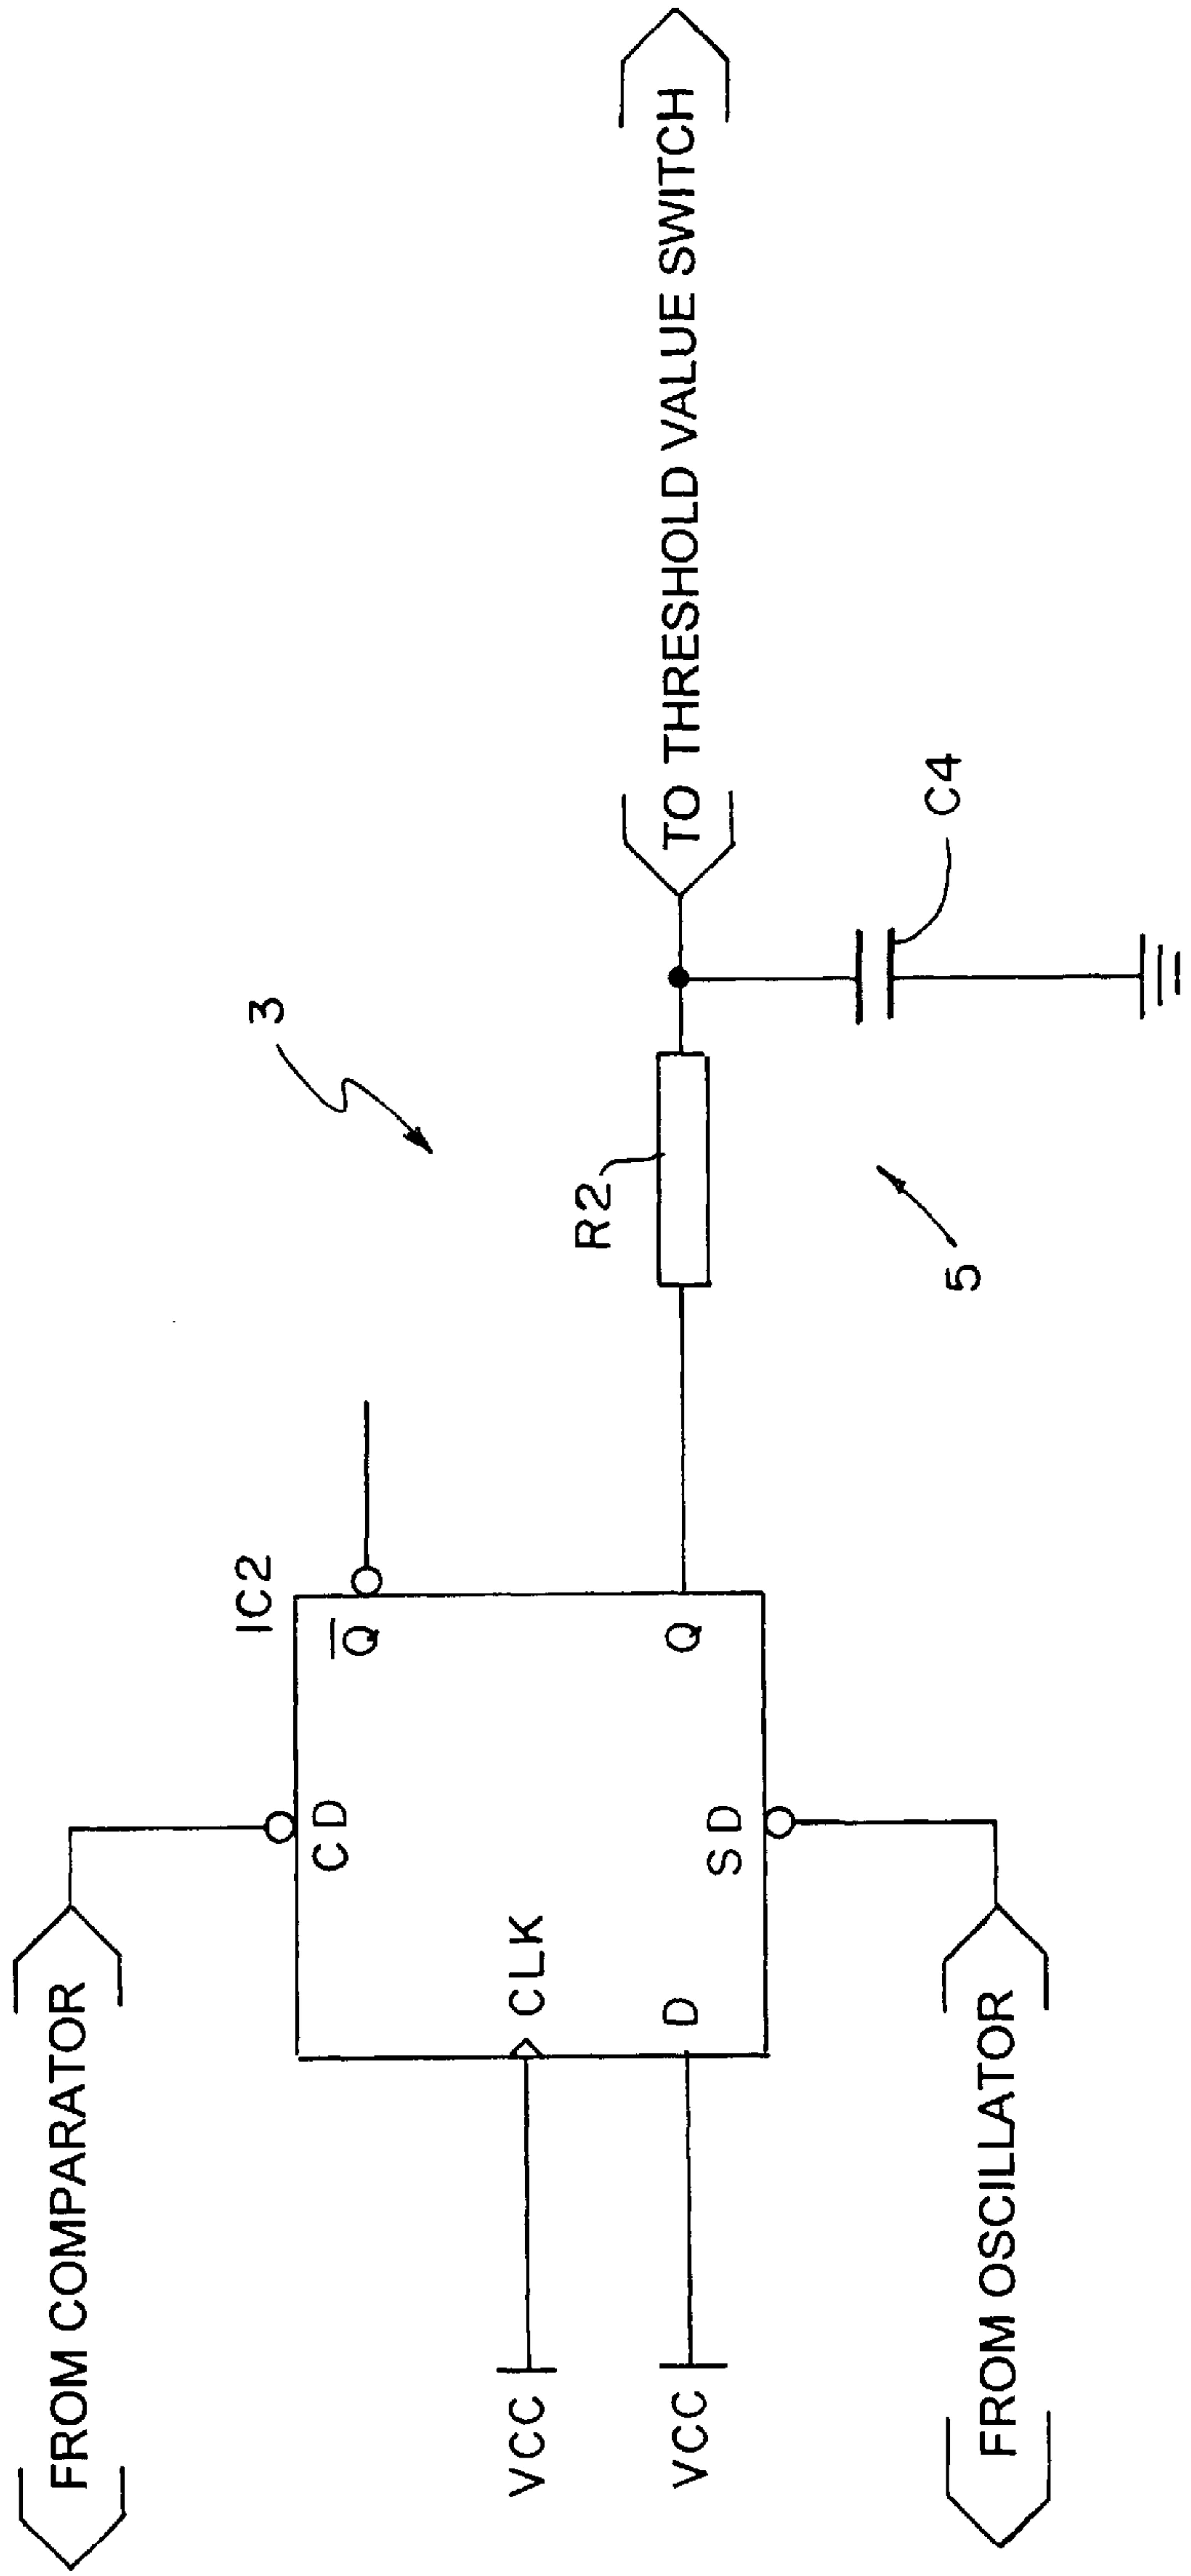 FROM COMPARATOR
IC2
3
CD
Q
CLK
VCC
R2
TO THRESHOLD VALUE SWITCH
D
Q
VCC
SD
5
C4
FROM OSCILLATOR